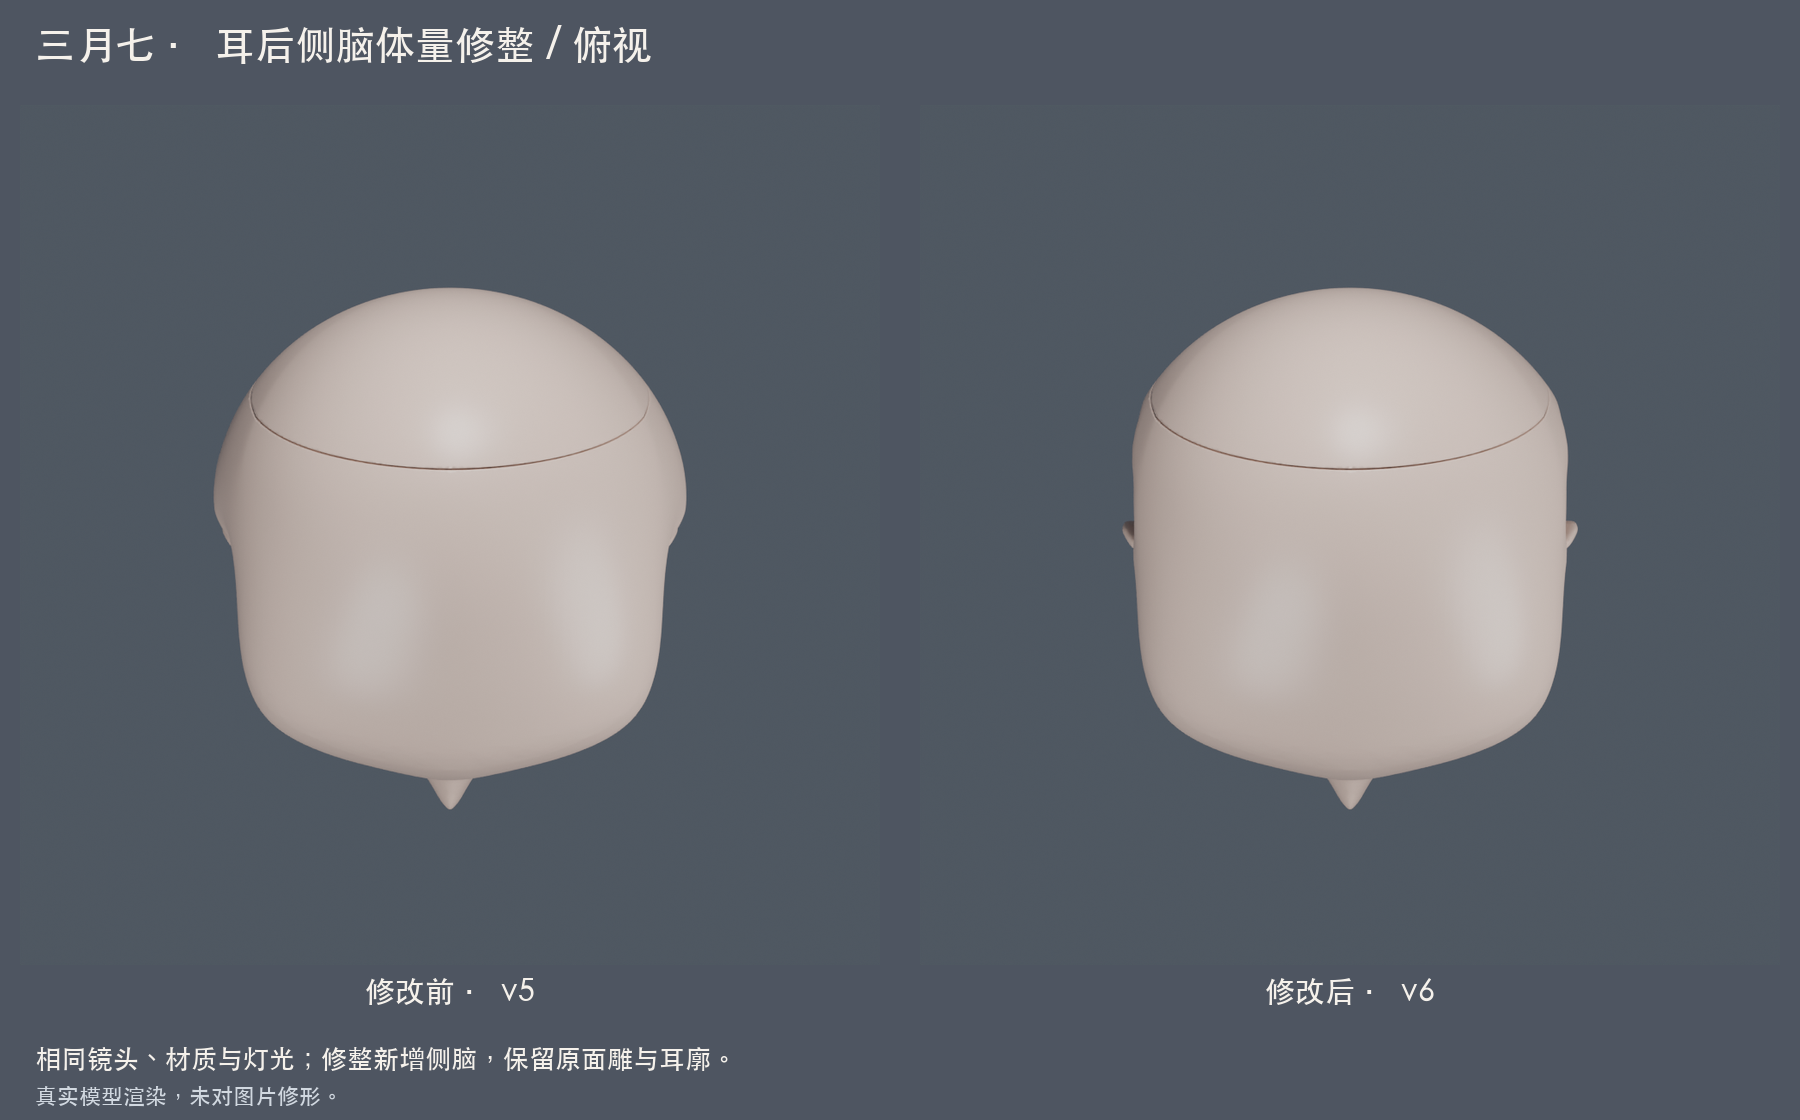 三月七 · 耳后侧脑体量修整 / 俯视
修改前 · v5
修改后 · v6
相同镜头、材质与灯光；修整新增侧脑，保留原面雕与耳廓。
真实模型渲染，未对图片修形。